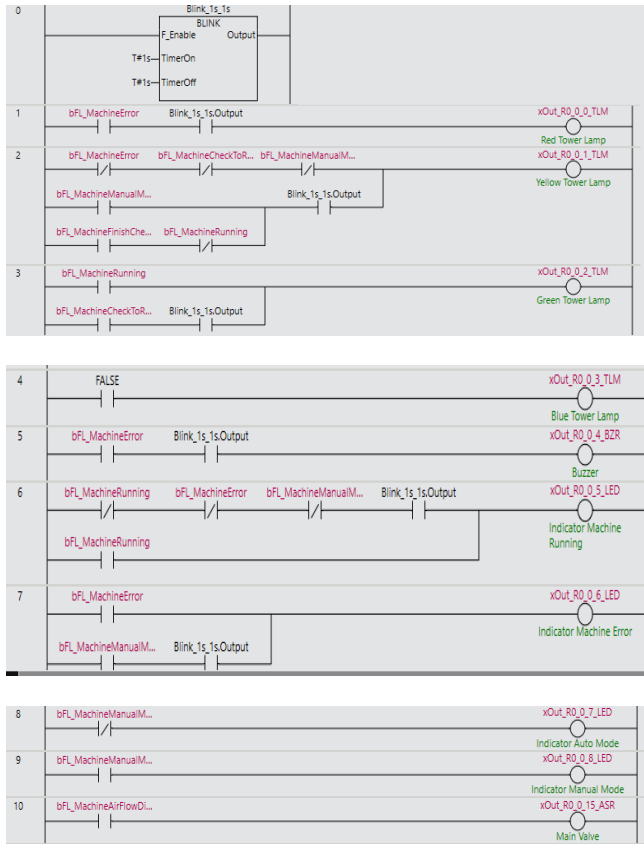 0
Blink_1s_1s
BLINK
F_Enable Output
T#1s TimerOn
T#1s TimerOff
1 bFL_MachineError Blink_1s_1s.Output xOut_R0_0_0_TLM
Red Tower Lamp
2 bFL_MachineError bFL_MachineCheckToR... bFL_MachineManualM... xOut_R0_0_1_TLM
Yellow Tower Lamp
bFL_MachineManualM... Blink_1s_1s.Output
bFL_MachineFinishChe... bFL_MachineRunning
3 bFL_MachineRunning xOut_R0_0_2_TLM
Green Tower Lamp
bFL_MachineCheckToR... Blink_1s_1s.Output
4 FALSE xOut_R0_0_3_TLM
Blue Tower Lamp
5 bFL_MachineError Blink_1s_1s.Output xOut_R0_0_4_BZR
Buzzer
6 bFL_MachineRunning bFL_MachineError bFL_MachineManualM... Blink_1s_1s.Output xOut_R0_0_5_LED
Indicator Machine
Running
bFL_MachineRunning
7 bFL_MachineError xOut_R0_0_6_LED
Indicator Machine Error
bFL_MachineManualM... Blink_1s_1s.Output
8 bFL_MachineManualM... xOut_R0_0_7_LED
Indicator Auto Mode
9 bFL_MachineManualM... xOut_R0_0_8_LED
Indicator Manual Mode
10 bFL_MachineAirFlowDi... xOut_R0_0_15_ASR
Main Valve